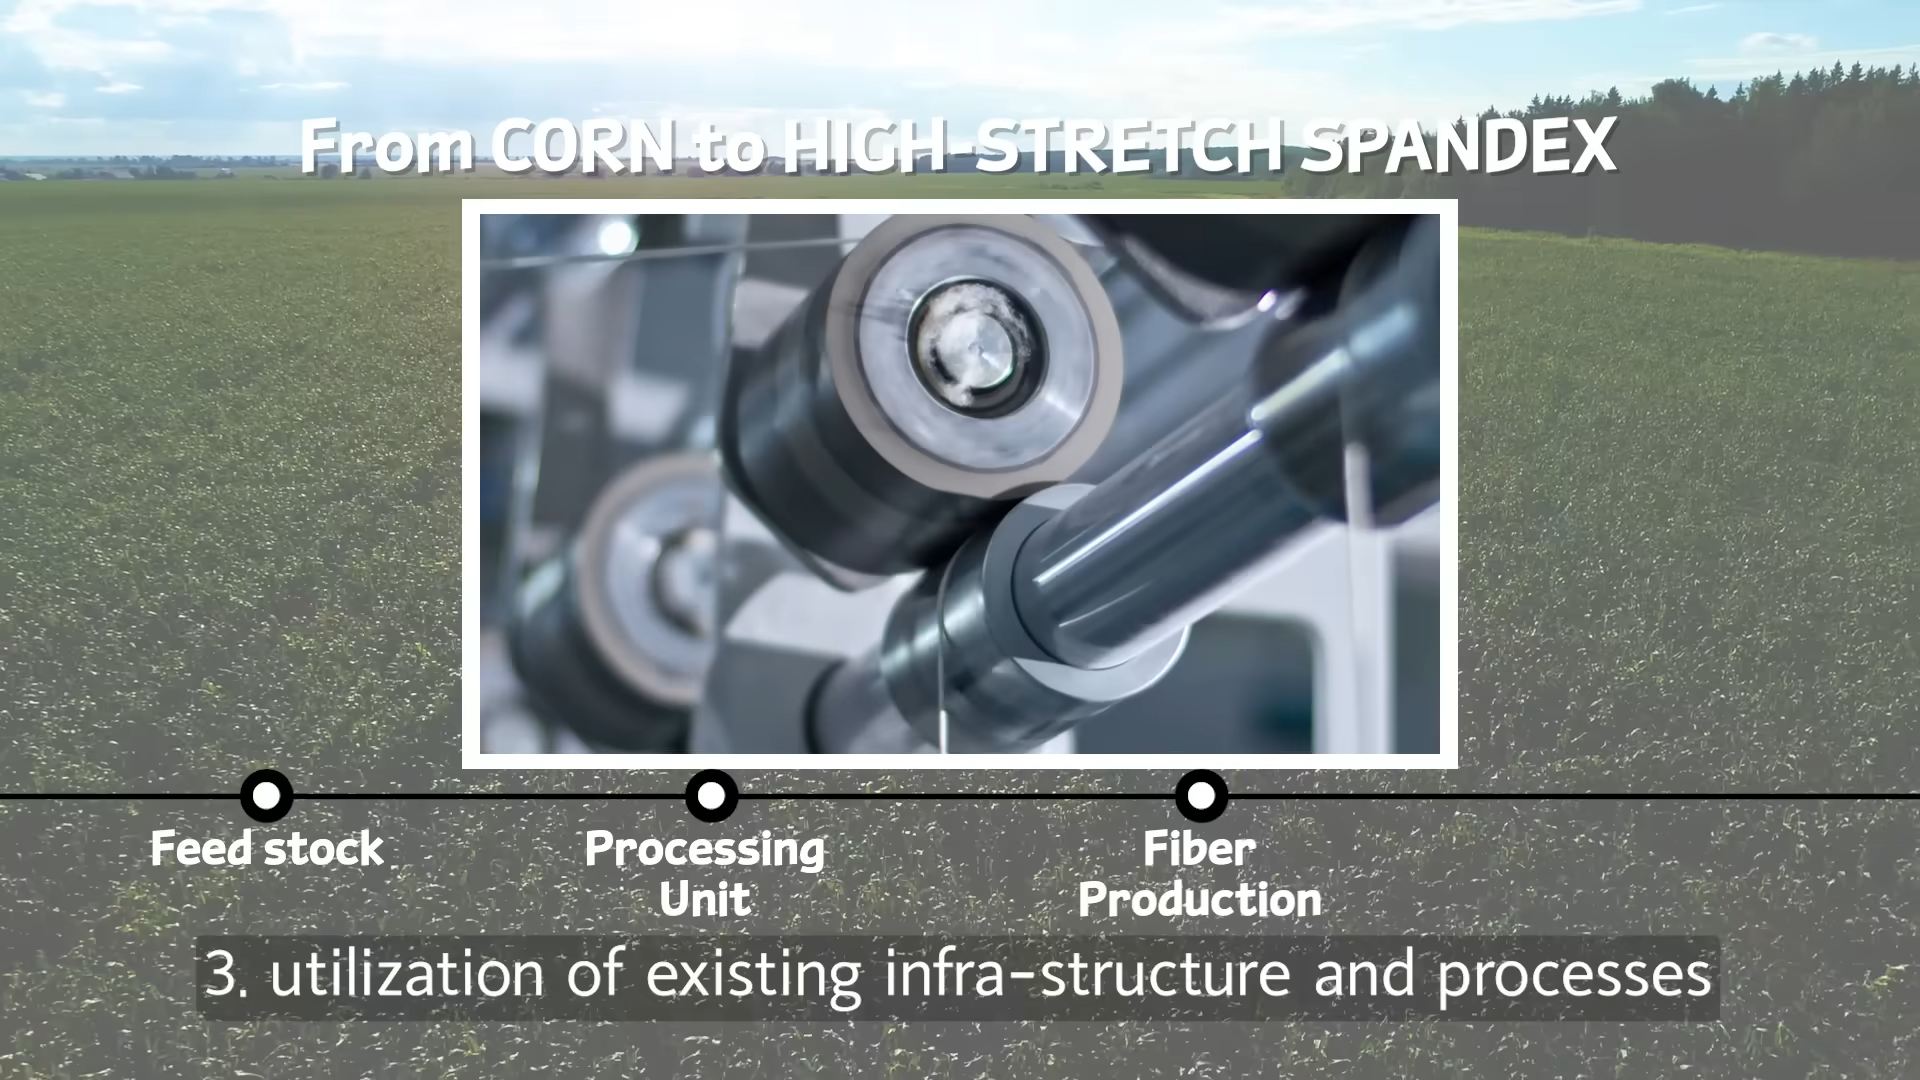 From CORN to HIGH-STRETCH SPANDEX
Feed stock
Processing
Unit
Fiber
Production
3. utilization of existing infra-structure and processes